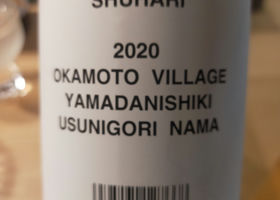 SHUHARI
2020
OKAMOTO VILLAGE
YAMADANISHIKI
USUNIGORI NAMA